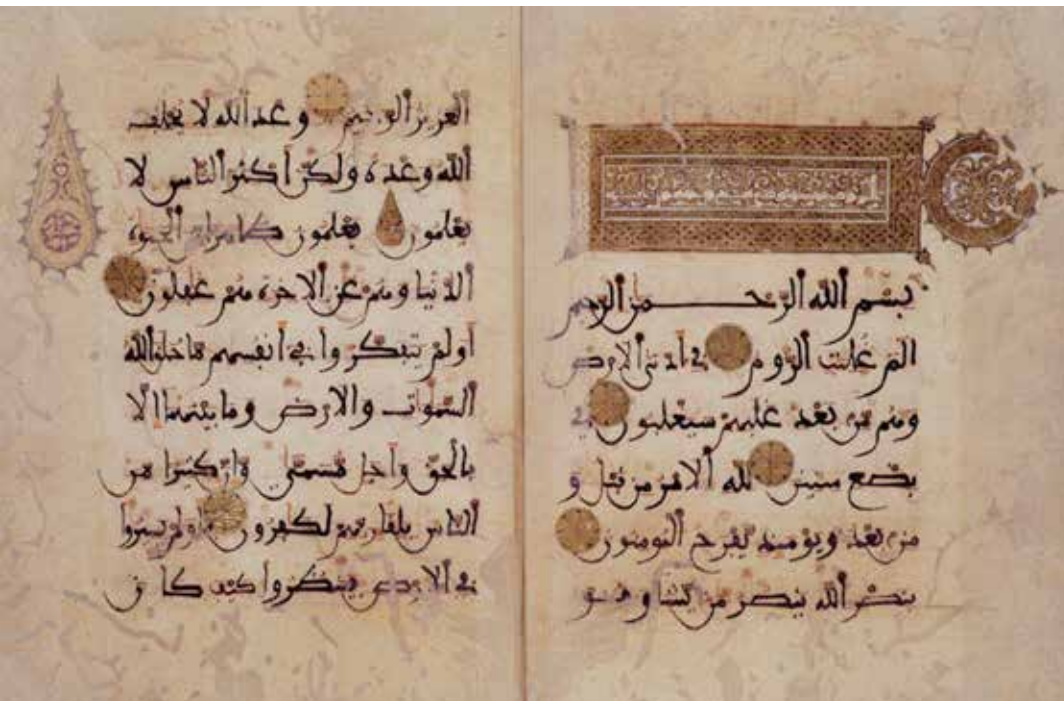 بسم الله الرحمن الرحيم
الم غلبت الروم في أدنى الارض
وهم من بعد غلبهم سيغلبون في
بضع سنين لله الامر من قبل و
من بعد ويومئذ يفرح المومنون
بنصر الله ينصر من يشا وهو
العزيز الرحيم وعد الله لا يخلف
الله وعده ولكن أكثر الناس لا
يعلمون يعلمون ظاهرا من الحيوة
الدنيا وهم عن الاخرة هم غفلون
أولم يتفكروا في أنفسهم ما خلق الله
السموات والارض وما بينهما الا
بالحق وأجل مسمى وإن كثيرا من
الناس بلقاء ربهم لكفرون أولم يسيروا
في الارض فينظروا كيف كان